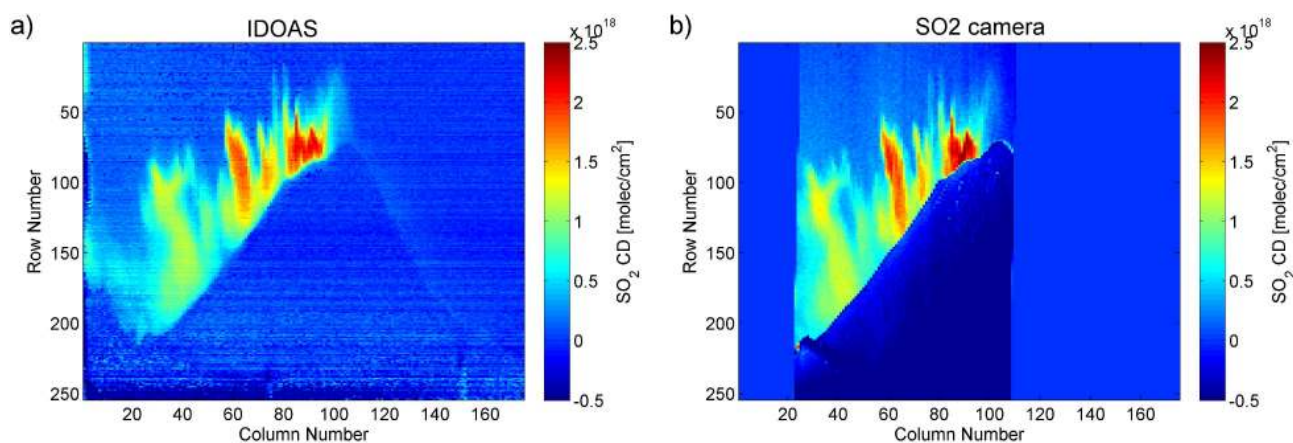 a)
IDOAS
x 10^18
50
100
150
200
250
Row Number
20 40 60 80 100 120 140 160
Column Number
2.5
2
1.5
1
0.5
0
-0.5
SO₂ CD [molec/cm²]
b)
SO2 camera
x 10^18
50
100
150
200
250
Row Number
20 40 60 80 100 120 140 160
Column Number
2.5
2
1.5
1
0.5
0
-0.5
SO₂ CD [molec/cm²]